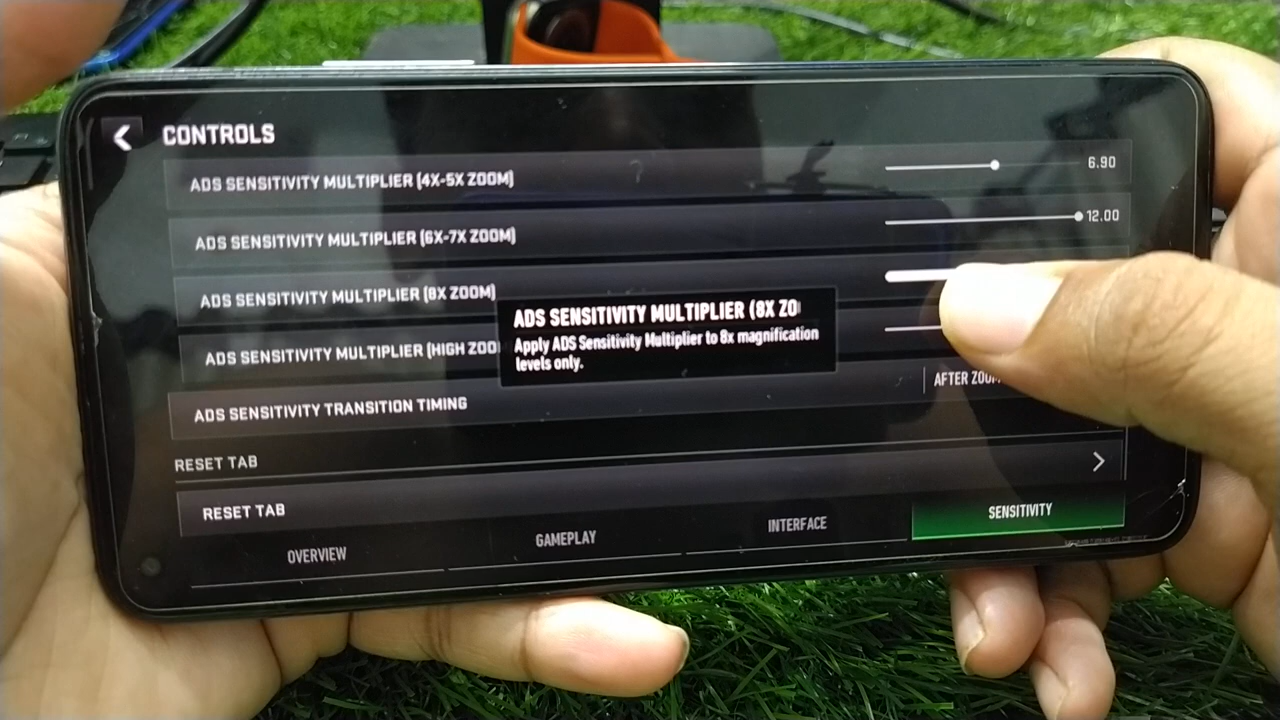 CONTROLS
ADS SENSITIVITY MULTIPLIER (4X-5X ZOOM) 6.90
ADS SENSITIVITY MULTIPLIER (6X-7X ZOOM) 12.00
ADS SENSITIVITY MULTIPLIER (8X ZOOM)
ADS SENSITIVITY MULTIPLIER (8X ZO
Apply ADS Sensitivity Multiplier to 8x magnification
levels only.
ADS SENSITIVITY MULTIPLIER (HIGH ZOO
ADS SENSITIVITY TRANSITION TIMING AFTER ZOOM
RESET TAB
RESET TAB
OVERVIEW GAMEPLAY INTERFACE SENSITIVITY